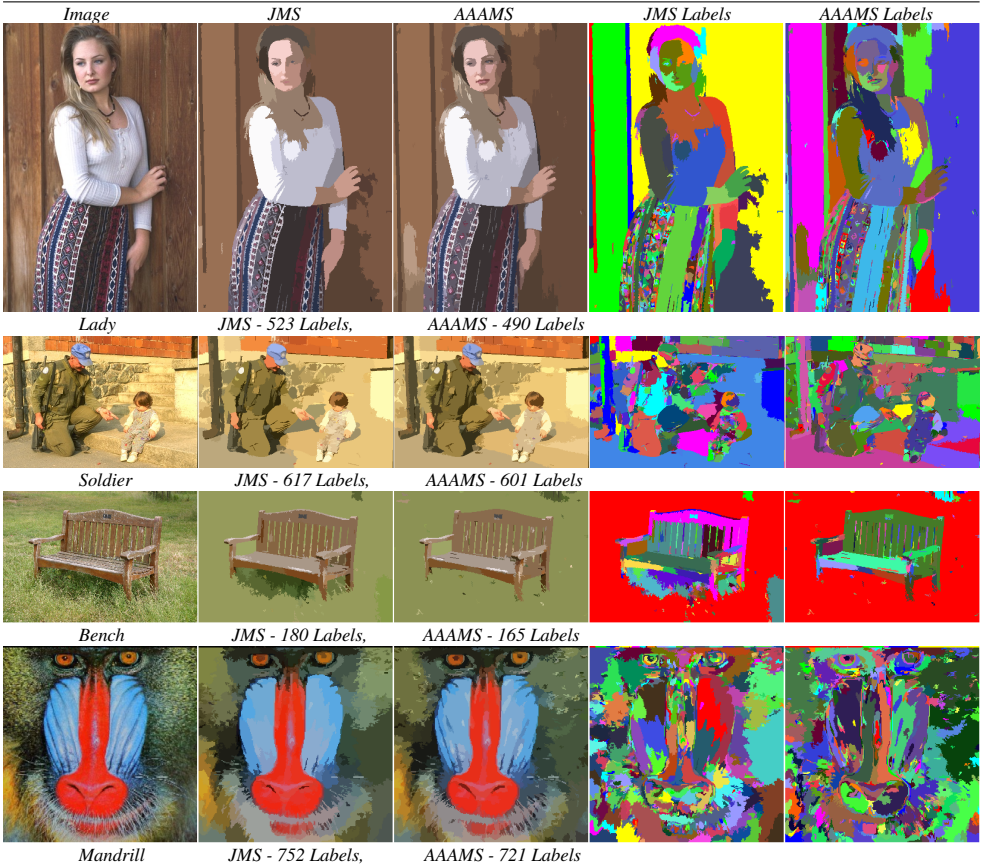 Image JMS AAAMS JMS Labels AAAMS Labels
Lady JMS - 523 Labels, AAAMS - 490 Labels
Soldier JMS - 617 Labels, AAAMS - 601 Labels
Bench JMS - 180 Labels, AAAMS - 165 Labels
Mandrill JMS - 752 Labels, AAAMS - 721 Labels